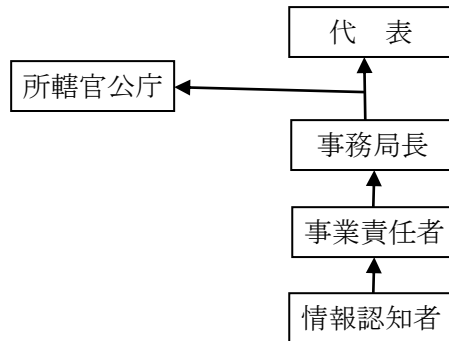 代　表
所轄官公庁
事務局長
事業責任者
情報認知者